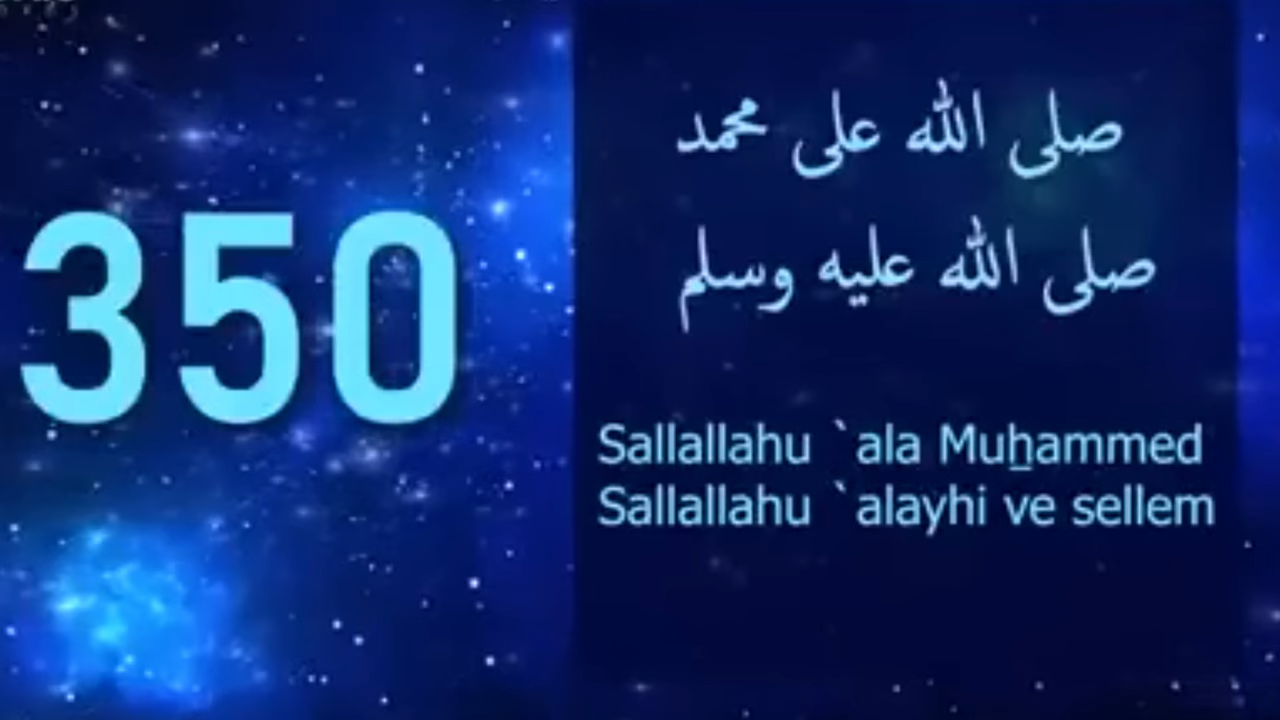 350
صلى الله على محمد
صلى الله عليه وسلم
Sallallahu `ala Muẖammed
Sallallahu `alayhi ve sellem